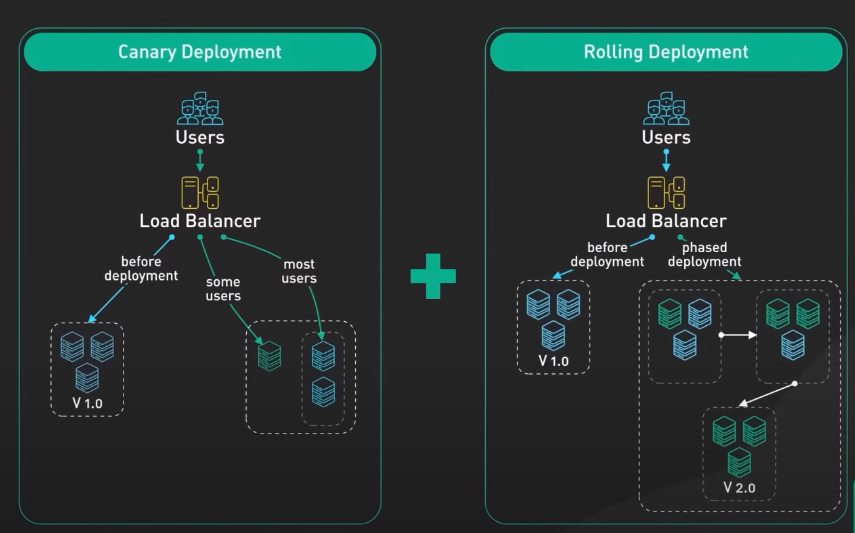 Canary Deployment
Users
Load Balancer
before
deployment
some
users
most
users
V 1.0
Rolling Deployment
Users
Load Balancer
before
deployment
phased
deployment
V 1.0
V 2.0